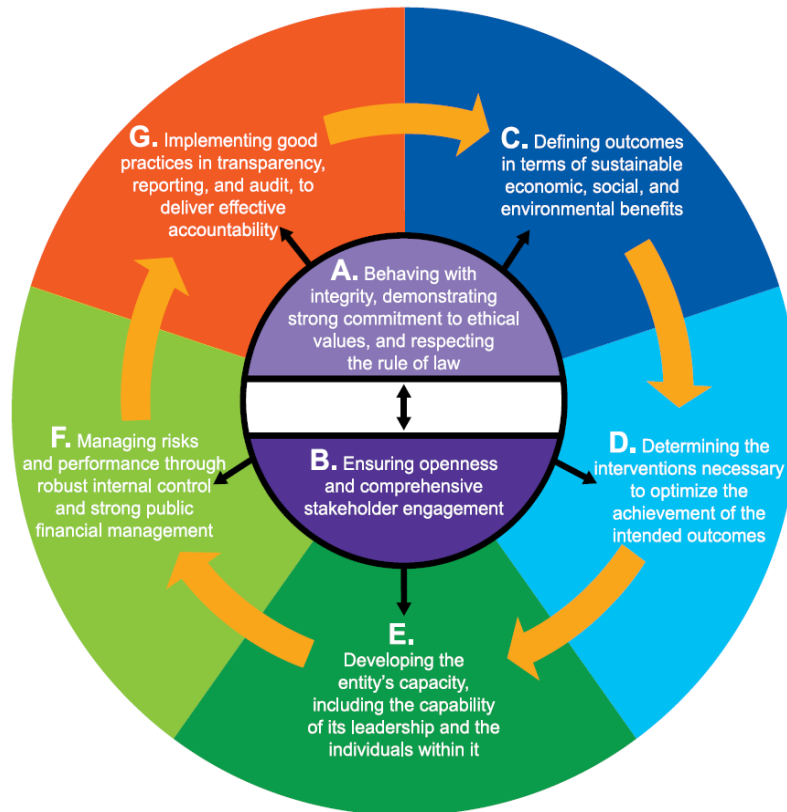 A. Behaving with
integrity, demonstrating
strong commitment to ethical
values, and respecting
the rule of law
B. Ensuring openness
and comprehensive
stakeholder engagement
C. Defining outcomes
in terms of sustainable
economic, social, and
environmental benefits
D. Determining the
interventions necessary
to optimize the
achievement of the
intended outcomes
E.
Developing the
entity’s capacity,
including the capability
of its leadership and the
individuals within it
F. Managing risks
and performance through
robust internal control
and strong public
financial management
G. Implementing good
practices in transparency,
reporting, and audit, to
deliver effective
accountability